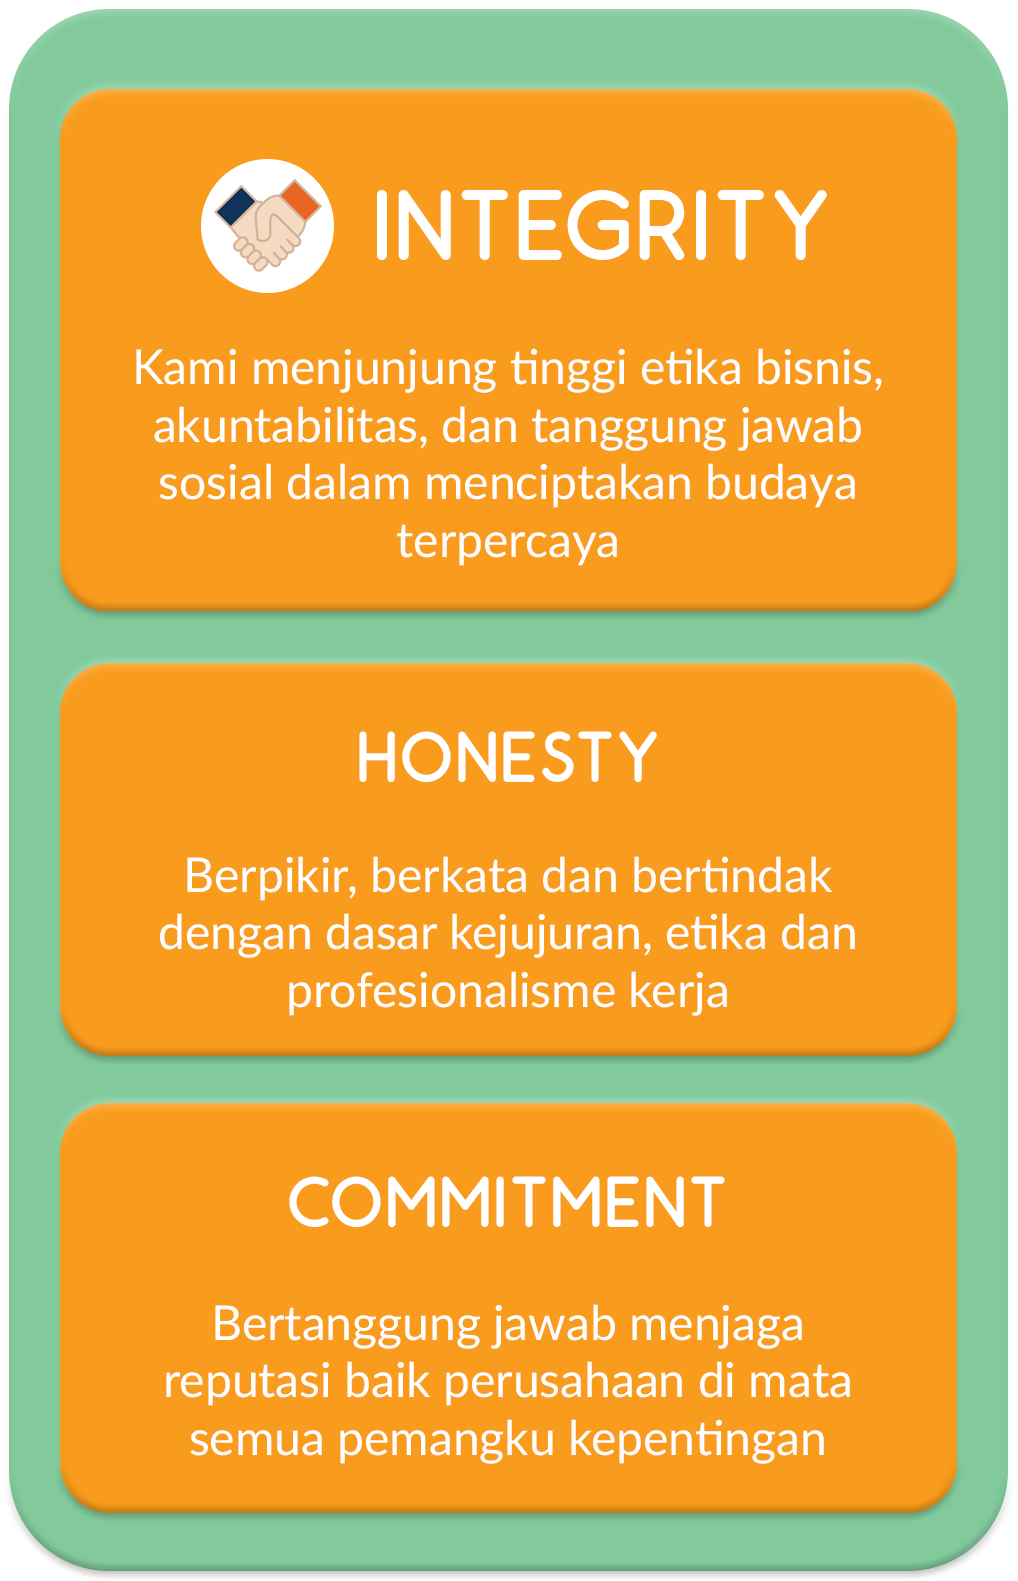 INTEGRITY
Kami menjunjung tinggi etika bisnis,
akuntabilitas, dan tanggung jawab
sosial dalam menciptakan budaya
terpercaya
HONESTY
Berpikir, berkata dan bertindak
dengan dasar kejujuran, etika dan
profesionalisme kerja
COMMITMENT
Bertanggung jawab menjaga
reputasi baik perusahaan di mata
semua pemangku kepentingan